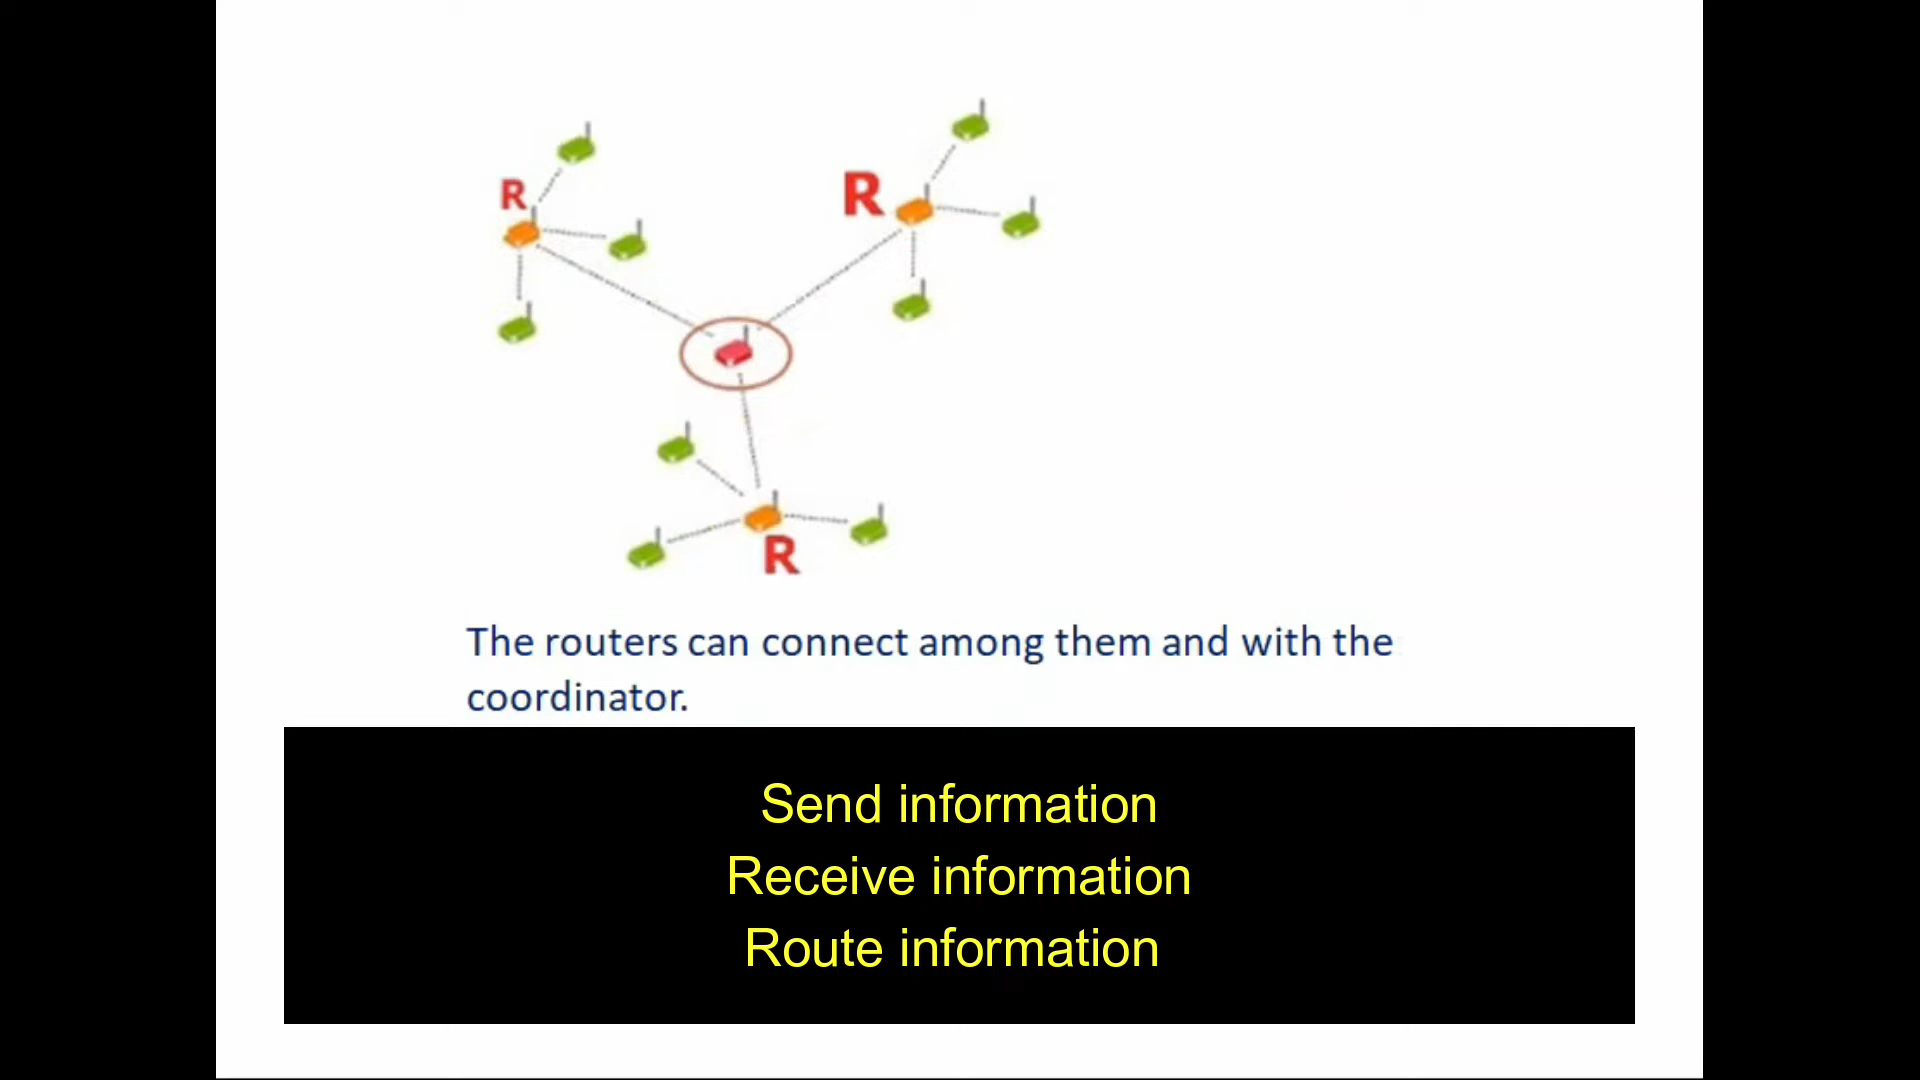 R
R
R
The routers can connect among them and with the
coordinator.
Send information
Receive information
Route information